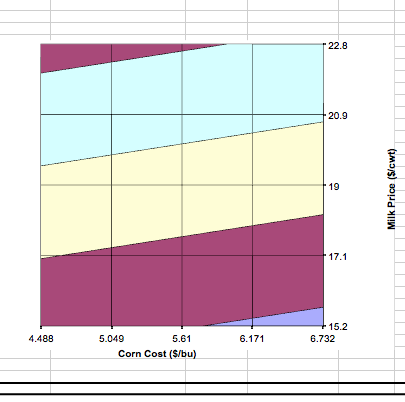 22.8
20.9
19
17.1
15.2
Milk Price ($/cwt)
4.488 5.049 5.61 6.171 6.732
Corn Cost ($/bu)